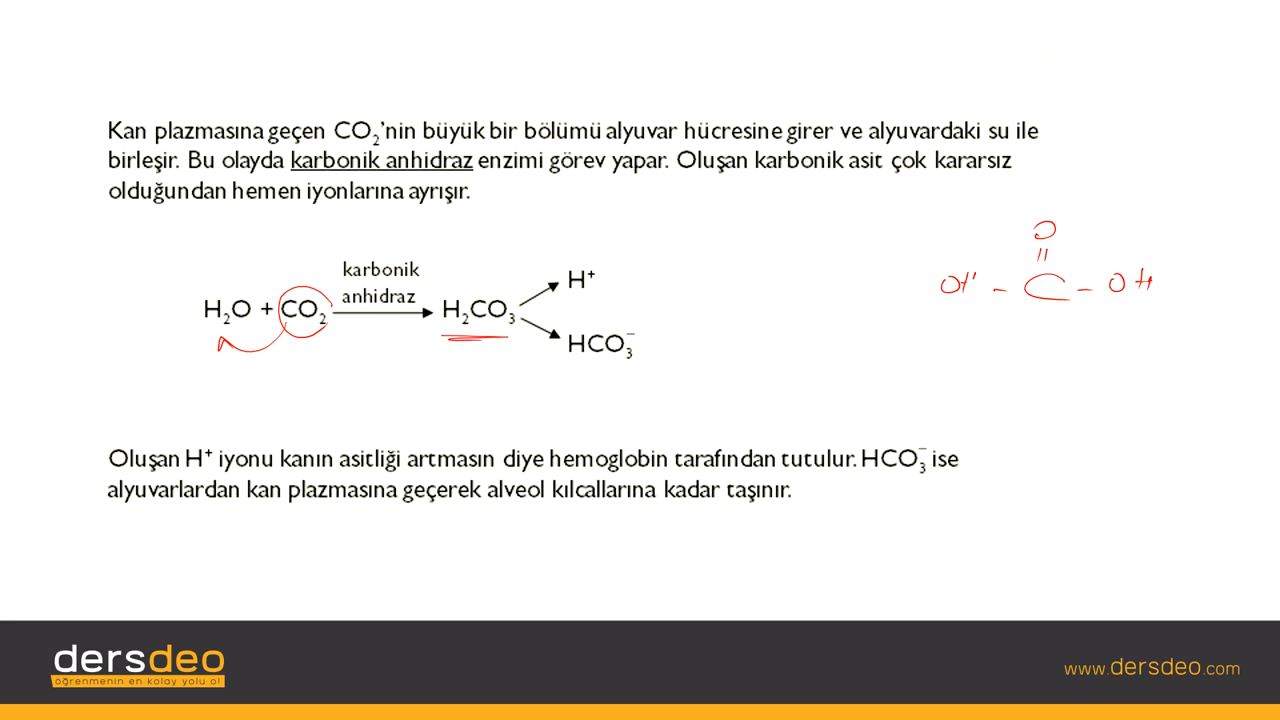 Kan plazmasına geçen CO₂'nin büyük bir bölümü alyuvar hücresine girer ve alyuvardaki su ile
birleşir. Bu olayda karbonik anhidraz enzimi görev yapar. Oluşan karbonik asit çok kararsız
olduğundan hemen iyonlarına ayrışır.
O
OH - C - OH
karbonik
anhidraz
H₂O + CO₂
H₂CO₃
H⁺
HCO₃⁻
Oluşan H⁺ iyonu kanın asitliği artmasın diye hemoglobin tarafından tutulur. HCO₃⁻ ise
alyuvarlardan kan plazmasına geçerek alveol kılcallarına kadar taşınır.
dersdeo
öğrenmenin en kolay yolu o!
www.dersdeo.com